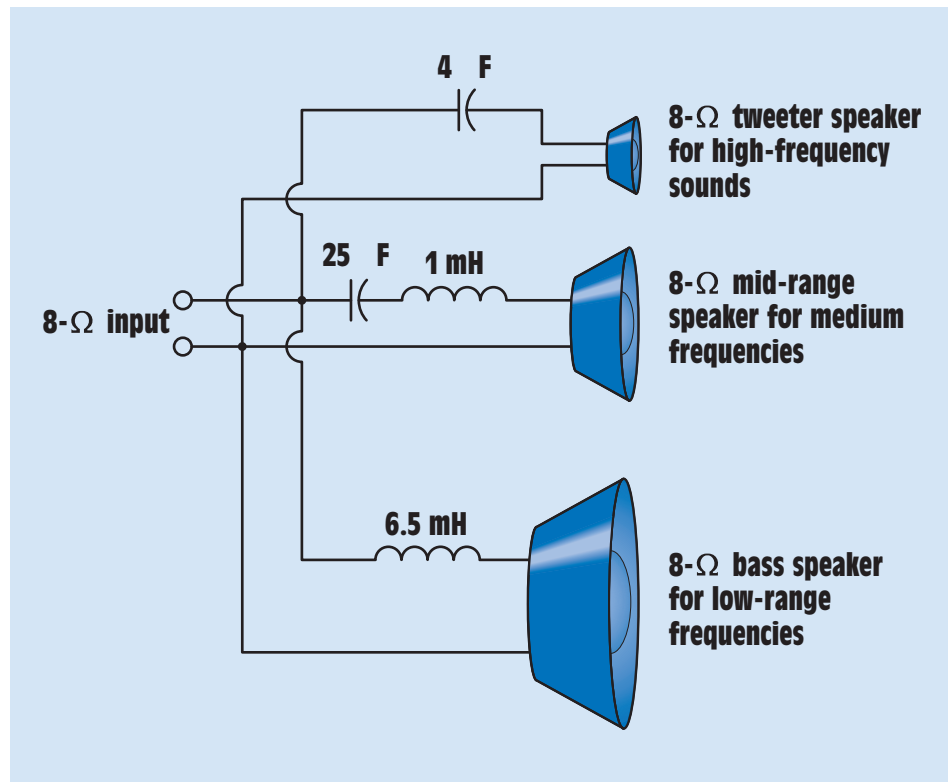 4 F
8-Ω tweeter speaker
for high-frequency
sounds
25 F
1 mH
8-Ω mid-range
speaker for medium
frequencies
8-Ω input
6.5 mH
8-Ω bass speaker
for low-range
frequencies